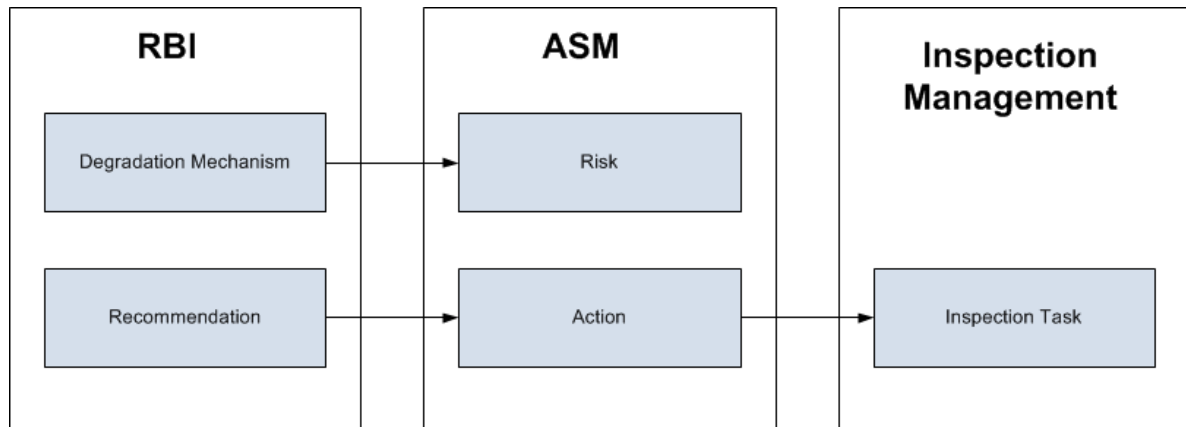 RBI
ASM
Inspection
Management
Degradation Mechanism
Risk
Recommendation
Action
Inspection Task